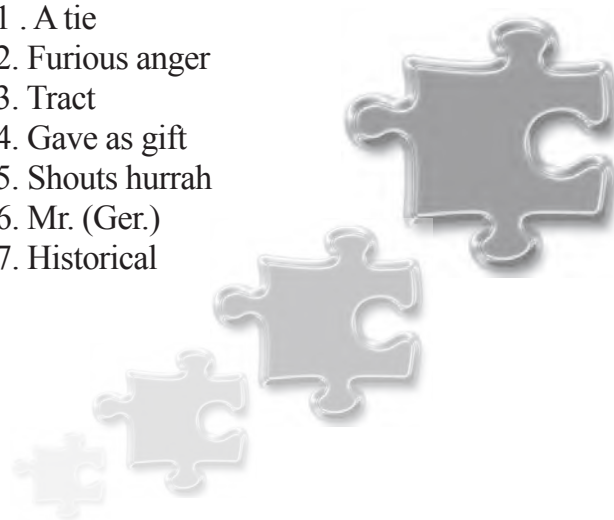 1 . A tie
2. Furious anger
3. Tract
4. Gave as gift
5. Shouts hurrah
6. Mr. (Ger.)
7. Historical